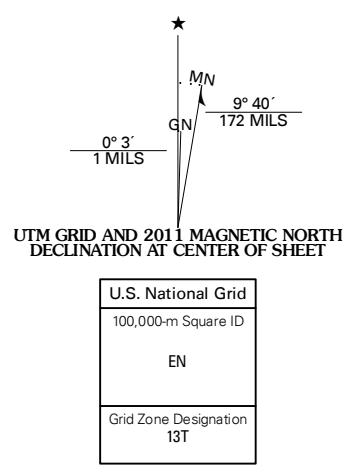 MN
9° 40´
172 MILS
GN
0° 3´
1 MILS
UTM GRID AND 2011 MAGNETIC NORTH
DECLINATION AT CENTER OF SHEET
U.S. National Grid
100,000-m Square ID
EN
Grid Zone Designation
13T